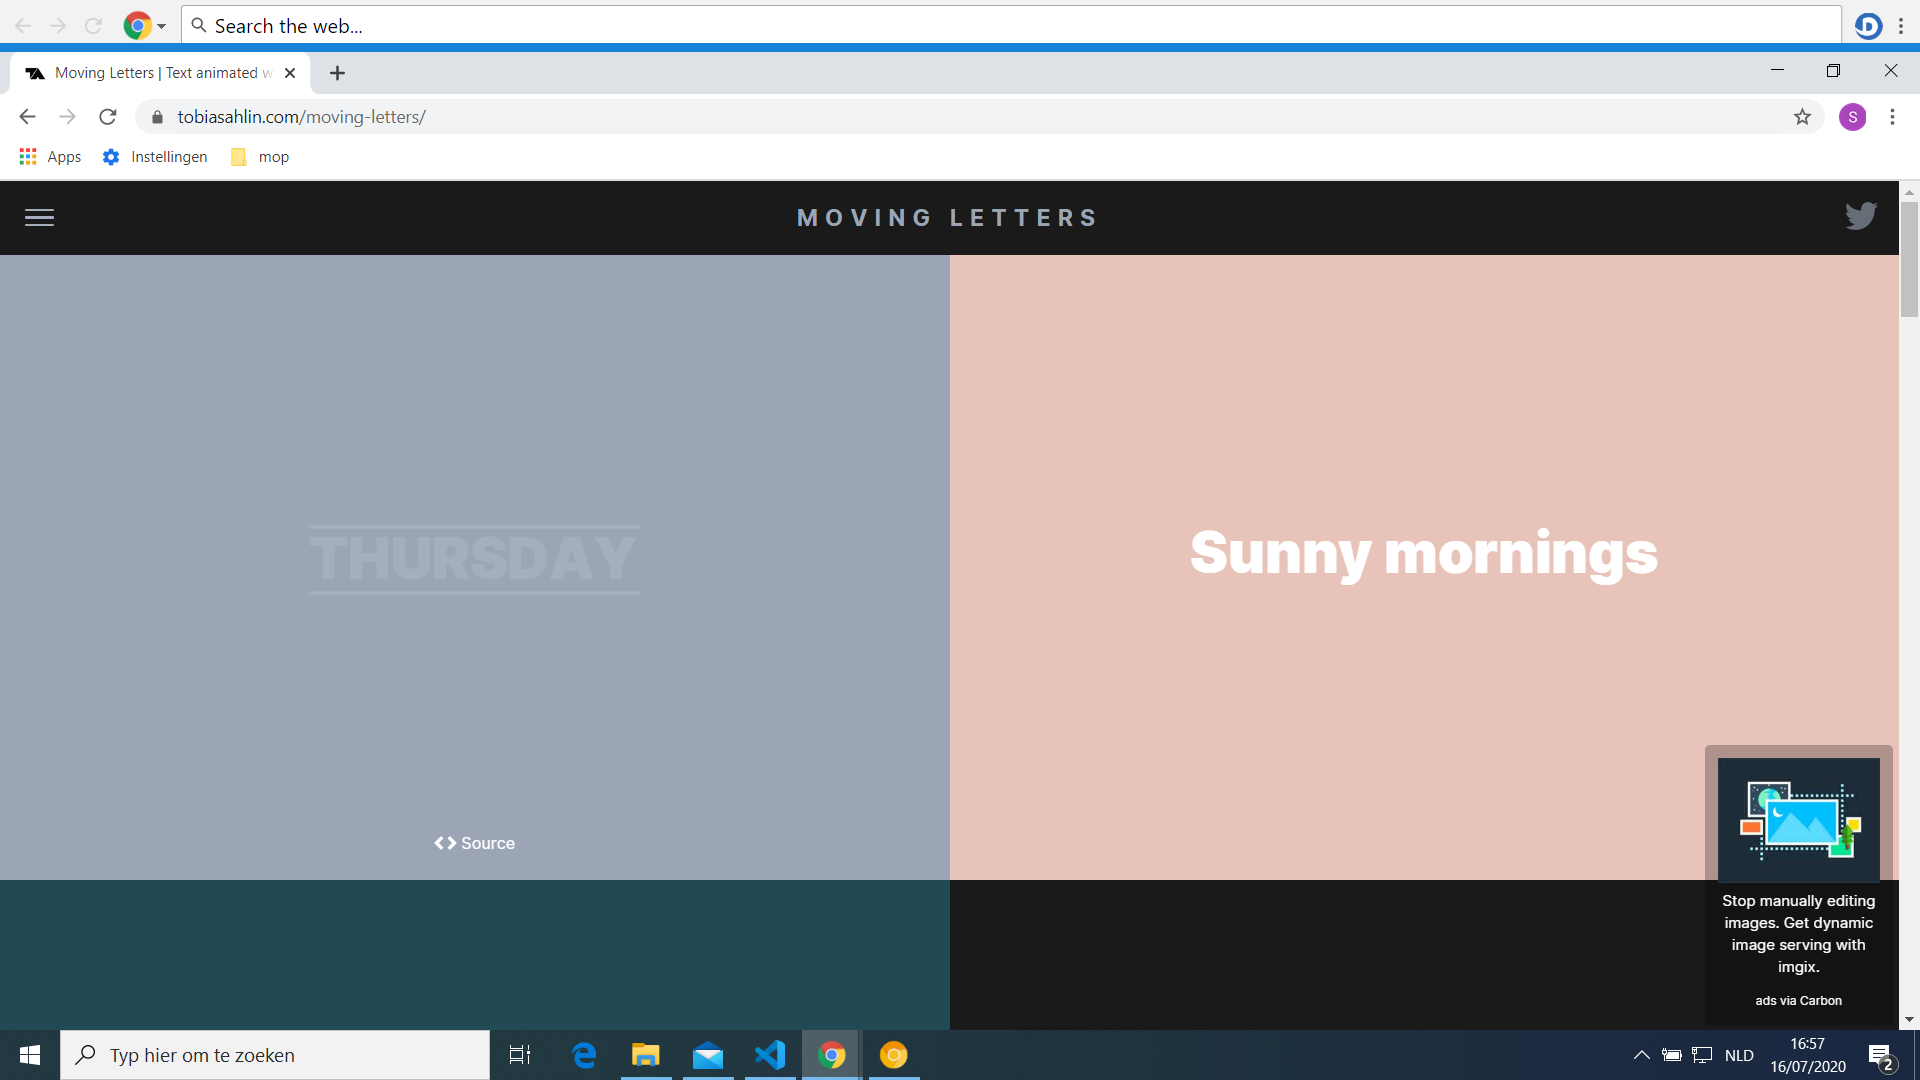 Search the web...
Moving Letters | Text animated w
tobiasahlin.com/moving-letters/
S
Apps
Instellingen
mop
MOVING LETTERS
THURSDAY
Sunny mornings
Source
Stop manually editing
images. Get dynamic
image serving with
imgix.
ads via Carbon
Typ hier om te zoeken
NLD
16:57
16/07/2020
2